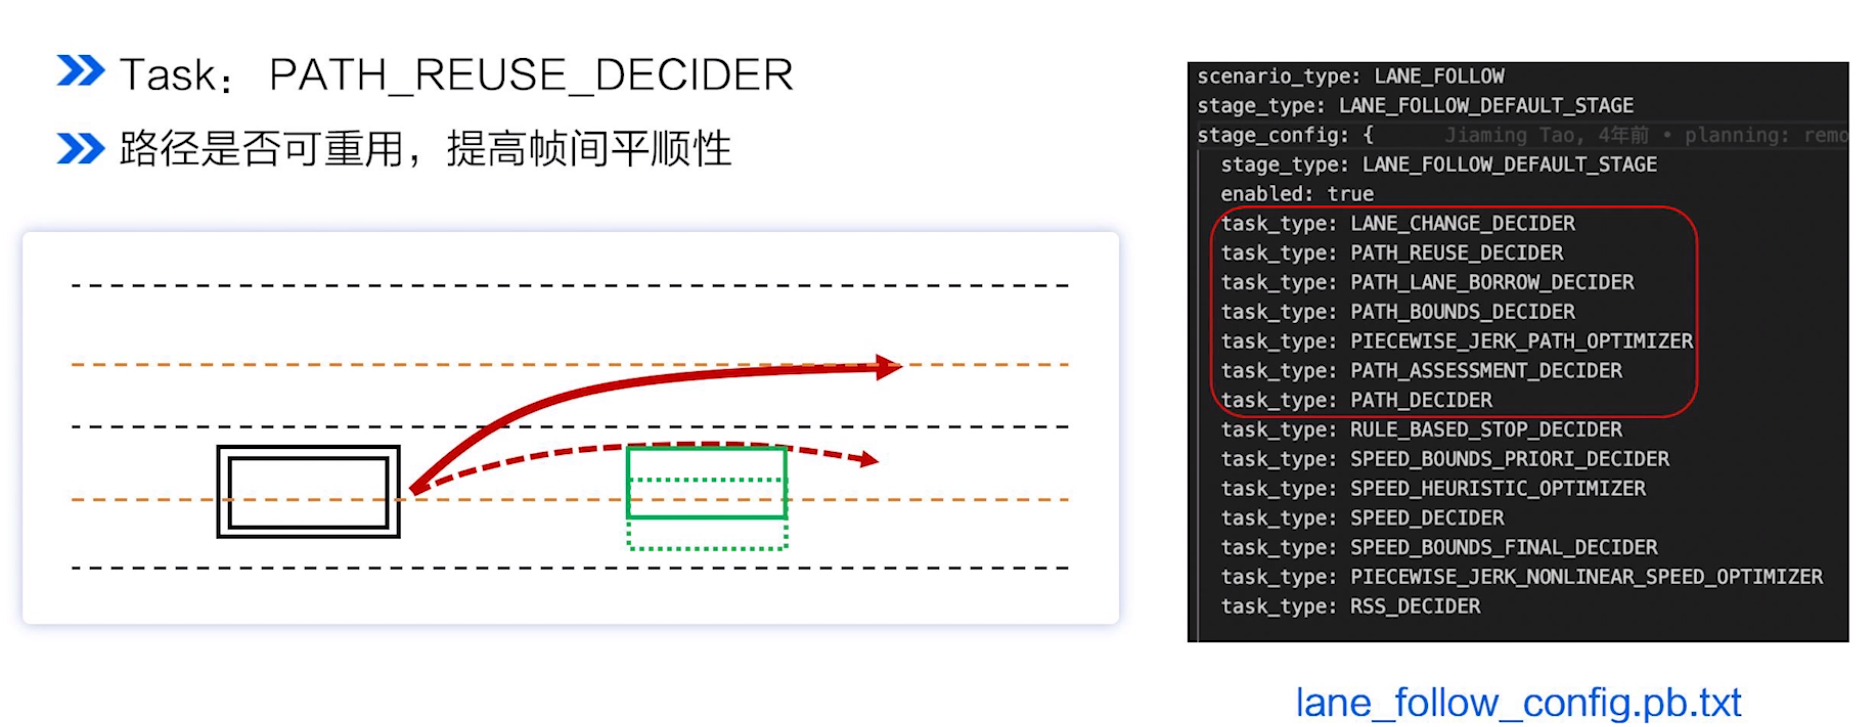 Task： PATH_REUSE_DECIDER
路径是否可重用，提高帧间平顺性
scenario_type: LANE_FOLLOW
stage_type: LANE_FOLLOW_DEFAULT_STAGE
stage_config: { Jiaming Tao, 4年前 • planning: remo
stage_type: LANE_FOLLOW_DEFAULT_STAGE
enabled: true
task_type: LANE_CHANGE_DECIDER
task_type: PATH_REUSE_DECIDER
task_type: PATH_LANE_BORROW_DECIDER
task_type: PATH_BOUNDS_DECIDER
task_type: PIECEWISE_JERK_PATH_OPTIMIZER
task_type: PATH_ASSESSMENT_DECIDER
task_type: PATH_DECIDER
task_type: RULE_BASED_STOP_DECIDER
task_type: SPEED_BOUNDS_PRIORI_DECIDER
task_type: SPEED_HEURISTIC_OPTIMIZER
task_type: SPEED_DECIDER
task_type: SPEED_BOUNDS_FINAL_DECIDER
task_type: PIECEWISE_JERK_NONLINEAR_SPEED_OPTIMIZER
task_type: RSS_DECIDER
lane_follow_config.pb.txt